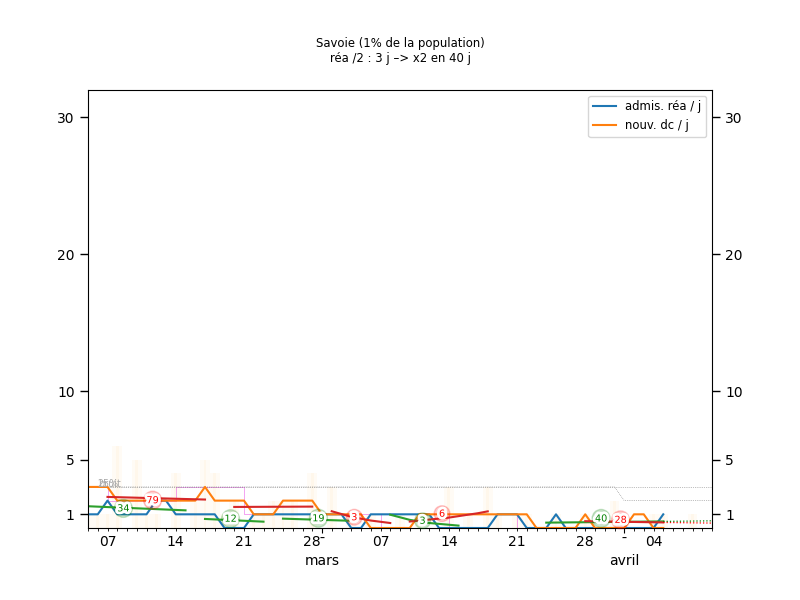 Savoie (1% de la population)
réa /2 : 3 j –> x2 en 40 j
admis. réa / j
nouv. dc / j
30 30
20 20
10 10
5 5
1 1
34 79 12 19 3 3 6 40 28
07 14 21 28 - 07 14 21 28 - 04
mars avril